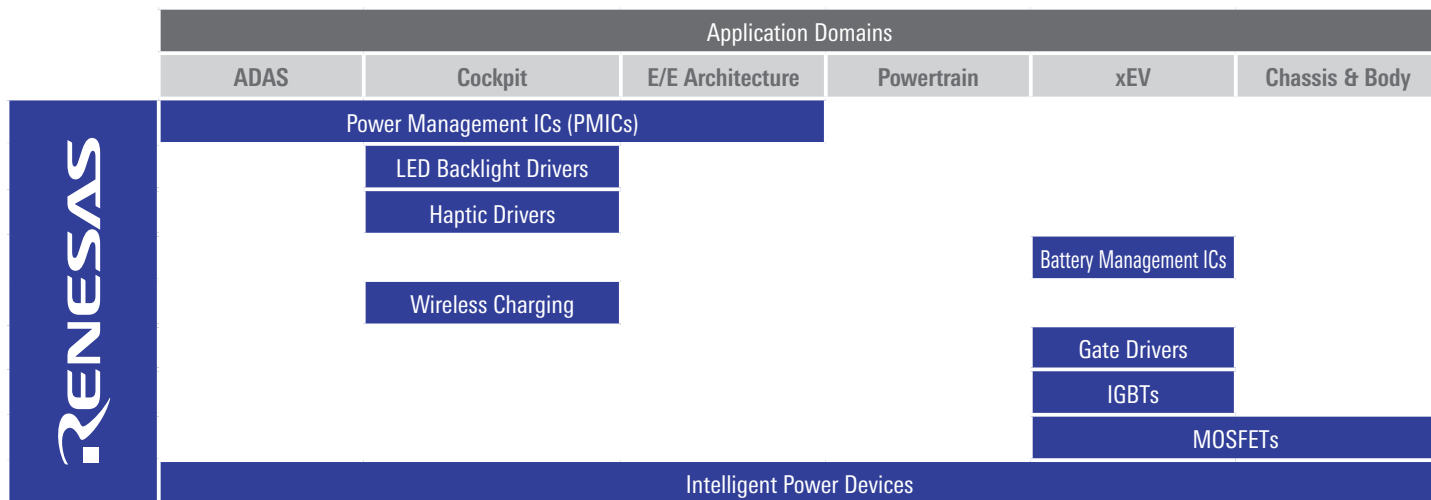 Application Domains
ADAS Cockpit E/E Architecture Powertrain xEV Chassis & Body
RENESAS
Power Management ICs (PMICs)
LED Backlight Drivers
Haptic Drivers
Battery Management ICs
Wireless Charging
Gate Drivers
IGBTs
MOSFETs
Intelligent Power Devices